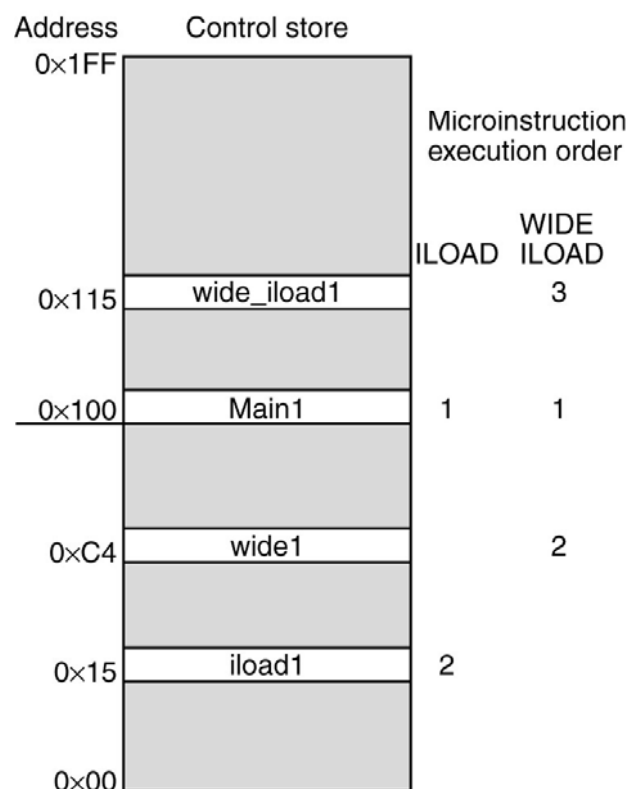 Address Control store
0×1FF
Microinstruction
execution order
WIDE
ILOAD ILOAD
0×115 wide_iload1 3
0×100 Main1 1 1
0×C4 wide1 2
0×15 iload1 2
0×00